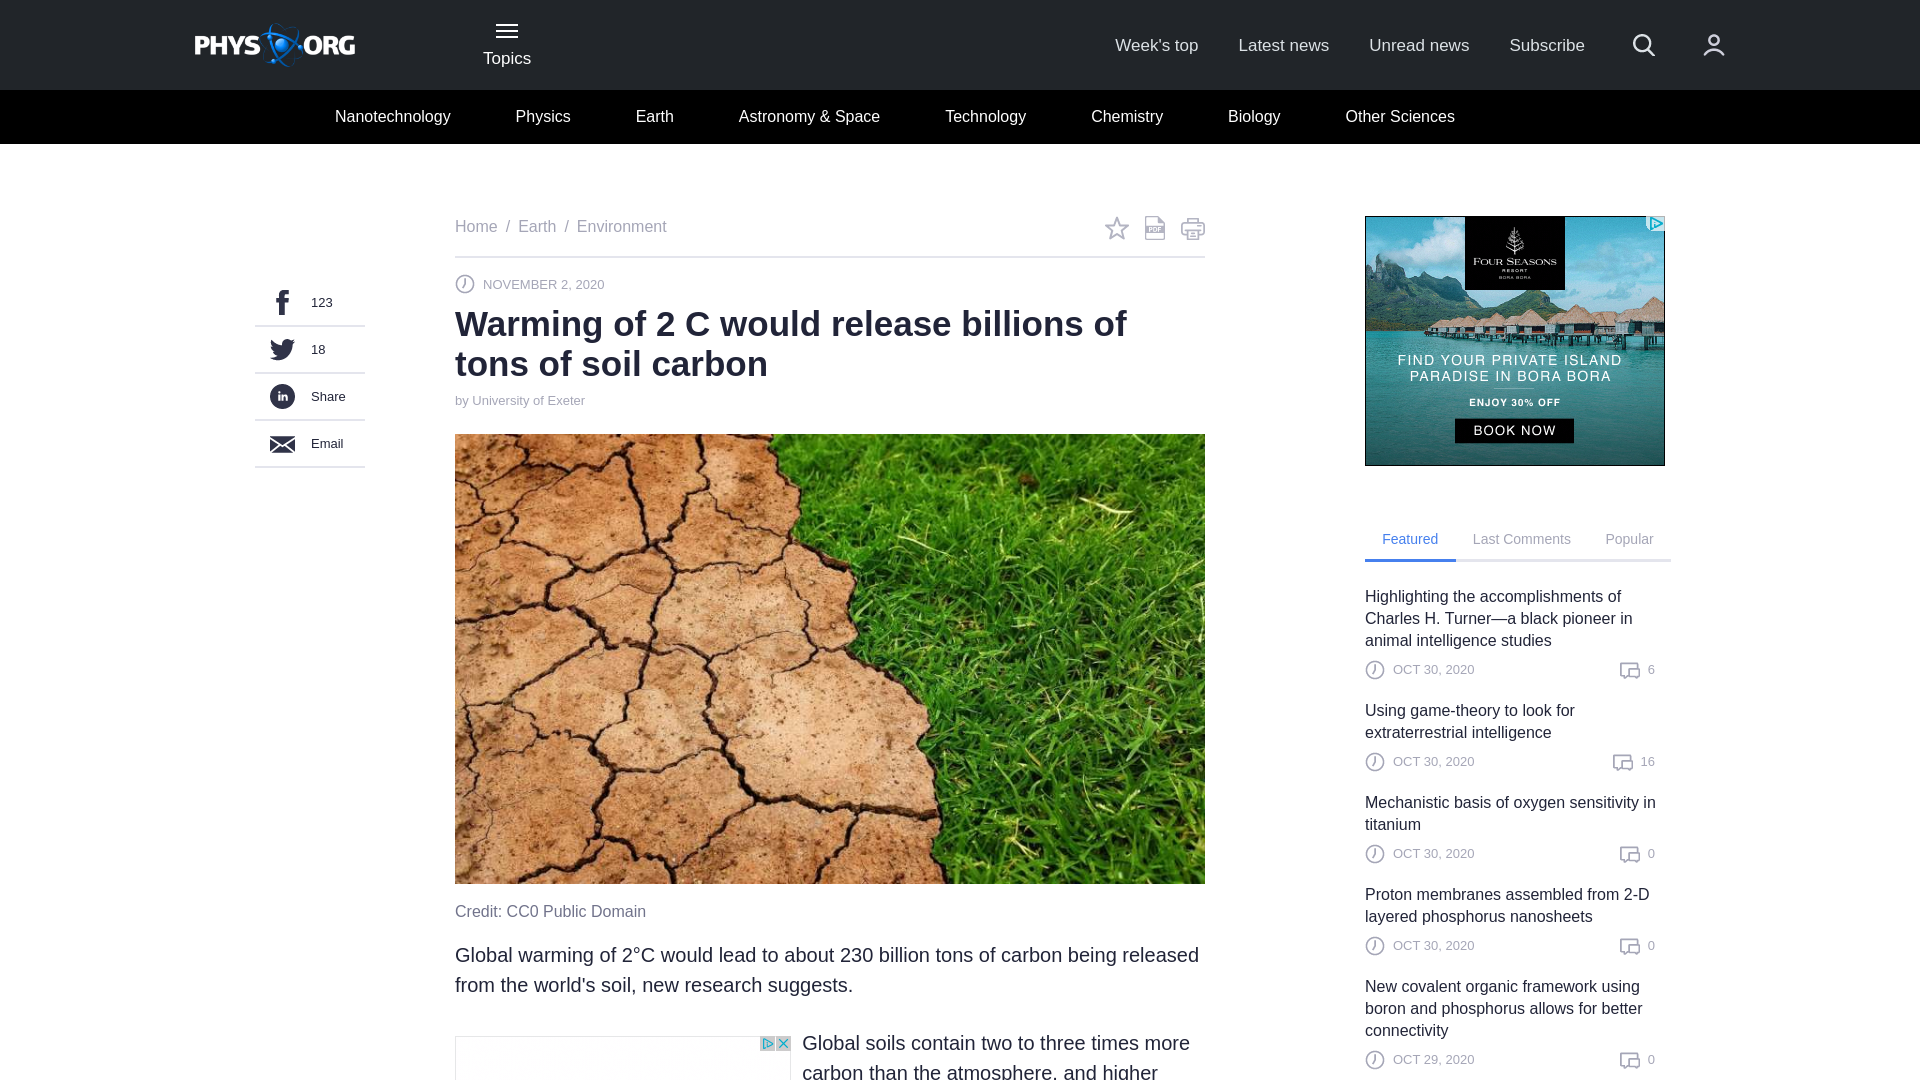 PHYS ORG
Topics
Week's top
Latest news
Unread news
Subscribe
Nanotechnology
Physics
Earth
Astronomy & Space
Technology
Chemistry
Biology
Other Sciences
Home / Earth / Environment
PDF
NOVEMBER 2, 2020
Warming of 2 C would release billions of
tons of soil carbon
by University of Exeter
123
18
in Share
Email
Credit: CC0 Public Domain
Global warming of 2°C would lead to about 230 billion tons of carbon being released
from the world's soil, new research suggests.
Global soils contain two to three times more
carbon than the atmosphere, and higher
FOUR SEASONS
RESORT
BORA BORA
FIND YOUR PRIVATE ISLAND
PARADISE IN BORA BORA
ENJOY 30% OFF
BOOK NOW
Featured
Last Comments
Popular
Highlighting the accomplishments of
Charles H. Turner—a black pioneer in
animal intelligence studies
OCT 30, 2020
6
Using game-theory to look for
extraterrestrial intelligence
OCT 30, 2020
16
Mechanistic basis of oxygen sensitivity in
titanium
OCT 30, 2020
0
Proton membranes assembled from 2-D
layered phosphorus nanosheets
OCT 30, 2020
0
New covalent organic framework using
boron and phosphorus allows for better
connectivity
OCT 29, 2020
0